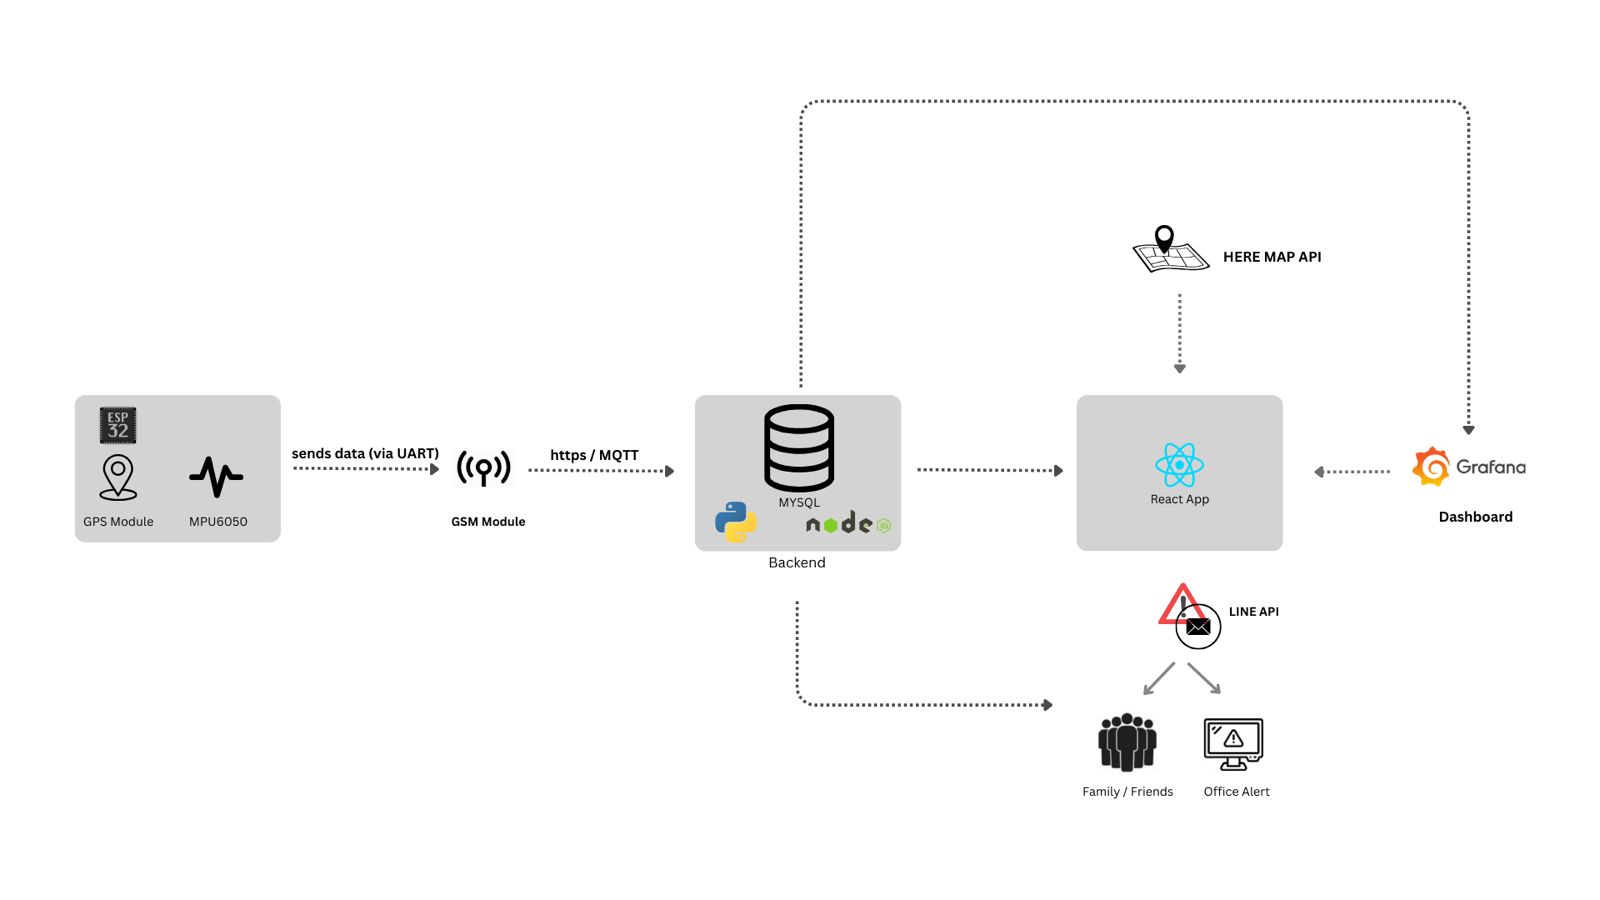 HERE MAP API
ESP
32
GPS Module
MPU6050
sends data (via UART)
GSM Module
https / MQTT
MYSQL
node
JS
Backend
React App
Grafana
Dashboard
LINE API
Family / Friends
Office Alert